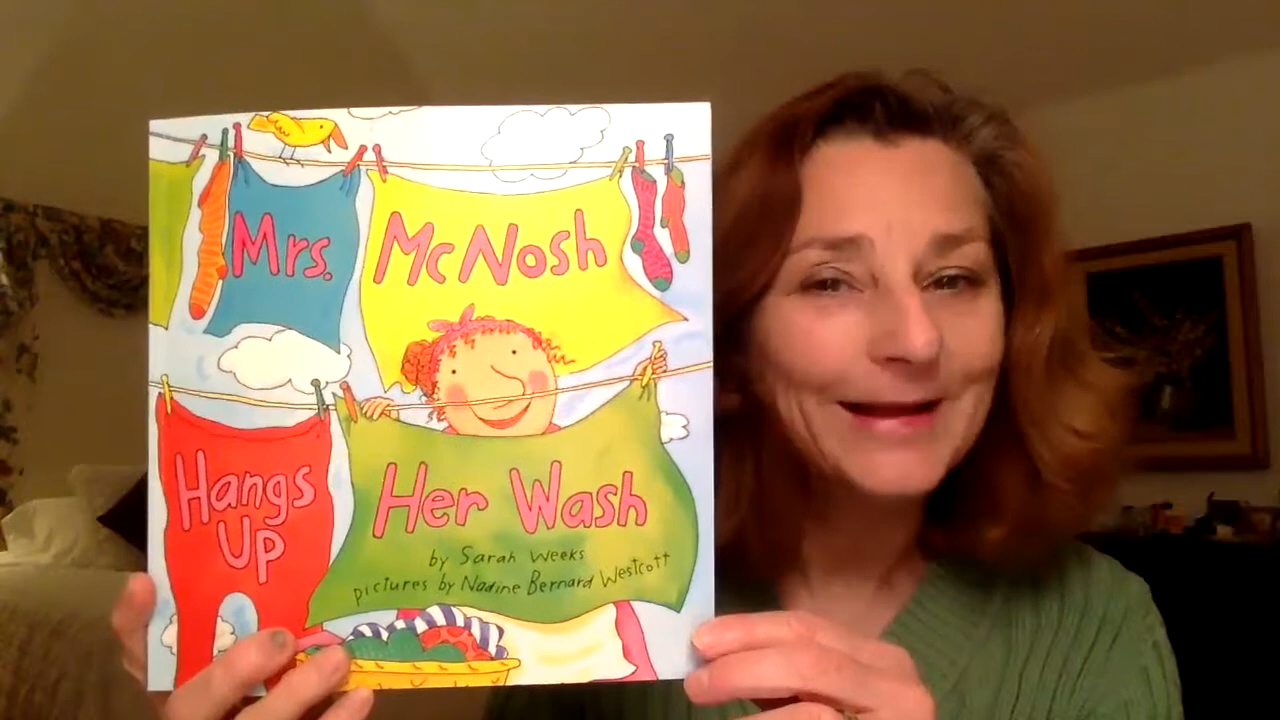 Mrs. McNosh
Hangs Up
Her Wash
by Sarah Weeks
pictures by Nadine Bernard Westcott